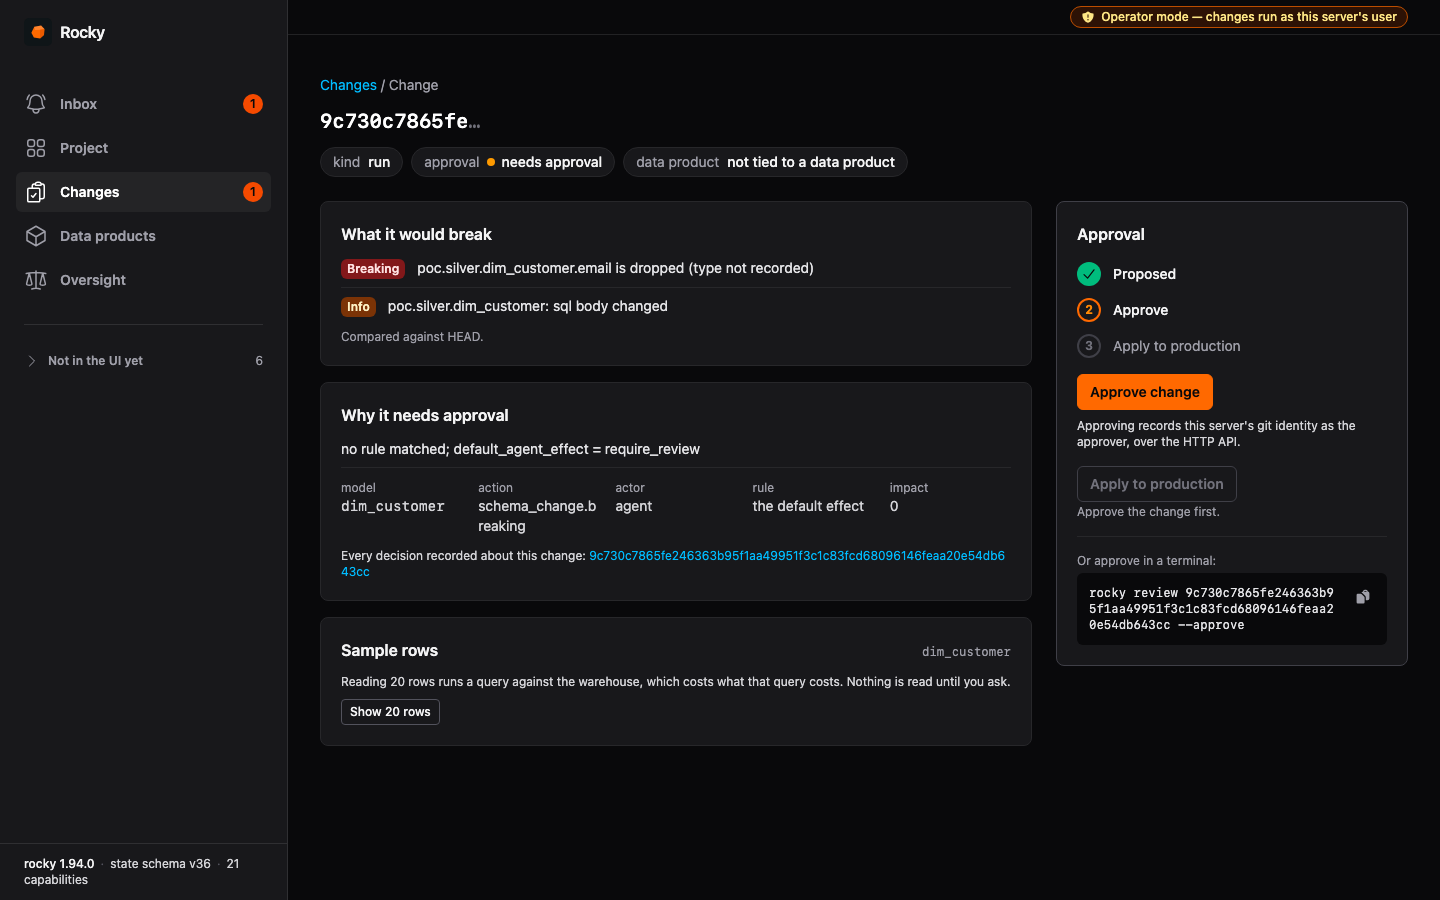 Rocky
Operator mode — changes run as this server's user
Inbox 1
Project
Changes 1
Data products
Oversight
Not in the UI yet 6
rocky 1.94.0 · state schema v36 · 21
capabilities
Changes / Change
9c730c7865fe…
kind run
approval needs approval
data product not tied to a data product
What it would break
Breaking poc.silver.dim_customer.email is dropped (type not recorded)
Info poc.silver.dim_customer: sql body changed
Compared against HEAD.
Why it needs approval
no rule matched; default_agent_effect = require_review
model action actor rule impact
dim_customer schema_change.b agent the default effect 0
reaking
Every decision recorded about this change: 9c730c7865fe246363b95f1aa49951f3c1c83fcd68096146feaa20e54db6
43cc
Sample rows dim_customer
Reading 20 rows runs a query against the warehouse, which costs what that query costs. Nothing is read until you ask.
Show 20 rows
Approval
Proposed
2 Approve
3 Apply to production
Approve change
Approving records this server's git identity as the
approver, over the HTTP API.
Apply to production
Approve the change first.
Or approve in a terminal:
rocky review 9c730c7865fe246363b9
5f1aa49951f3c1c83fcd68096146feaa2
0e54db643cc --approve